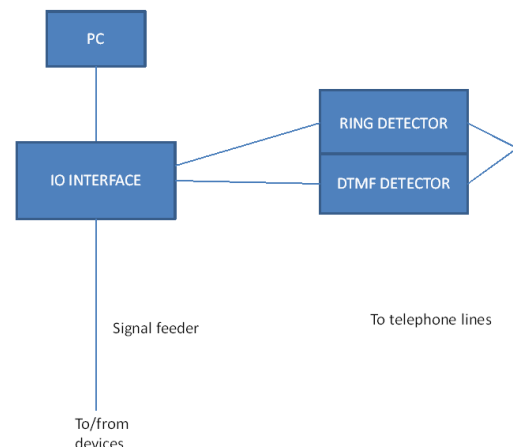 PC
RING DETECTOR
IO INTERFACE
DTMF DETECTOR
Signal feeder
To telephone lines
To/from
devices